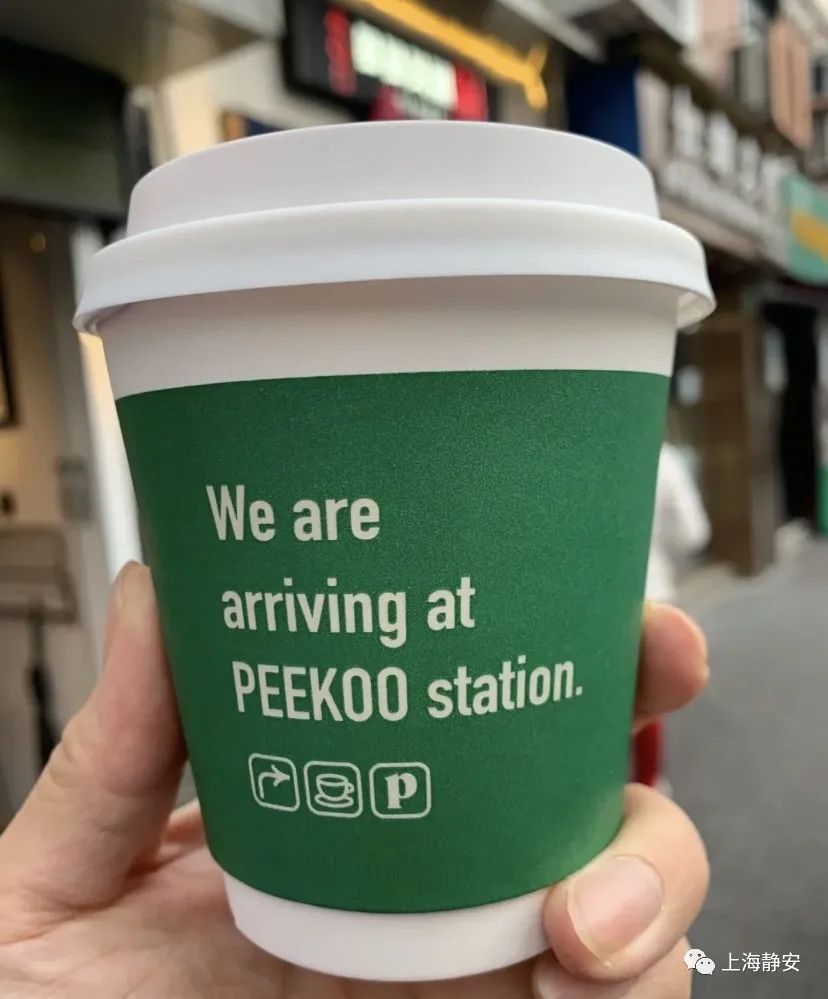 We are
arriving at
PEEKOO station.
p
上海静安